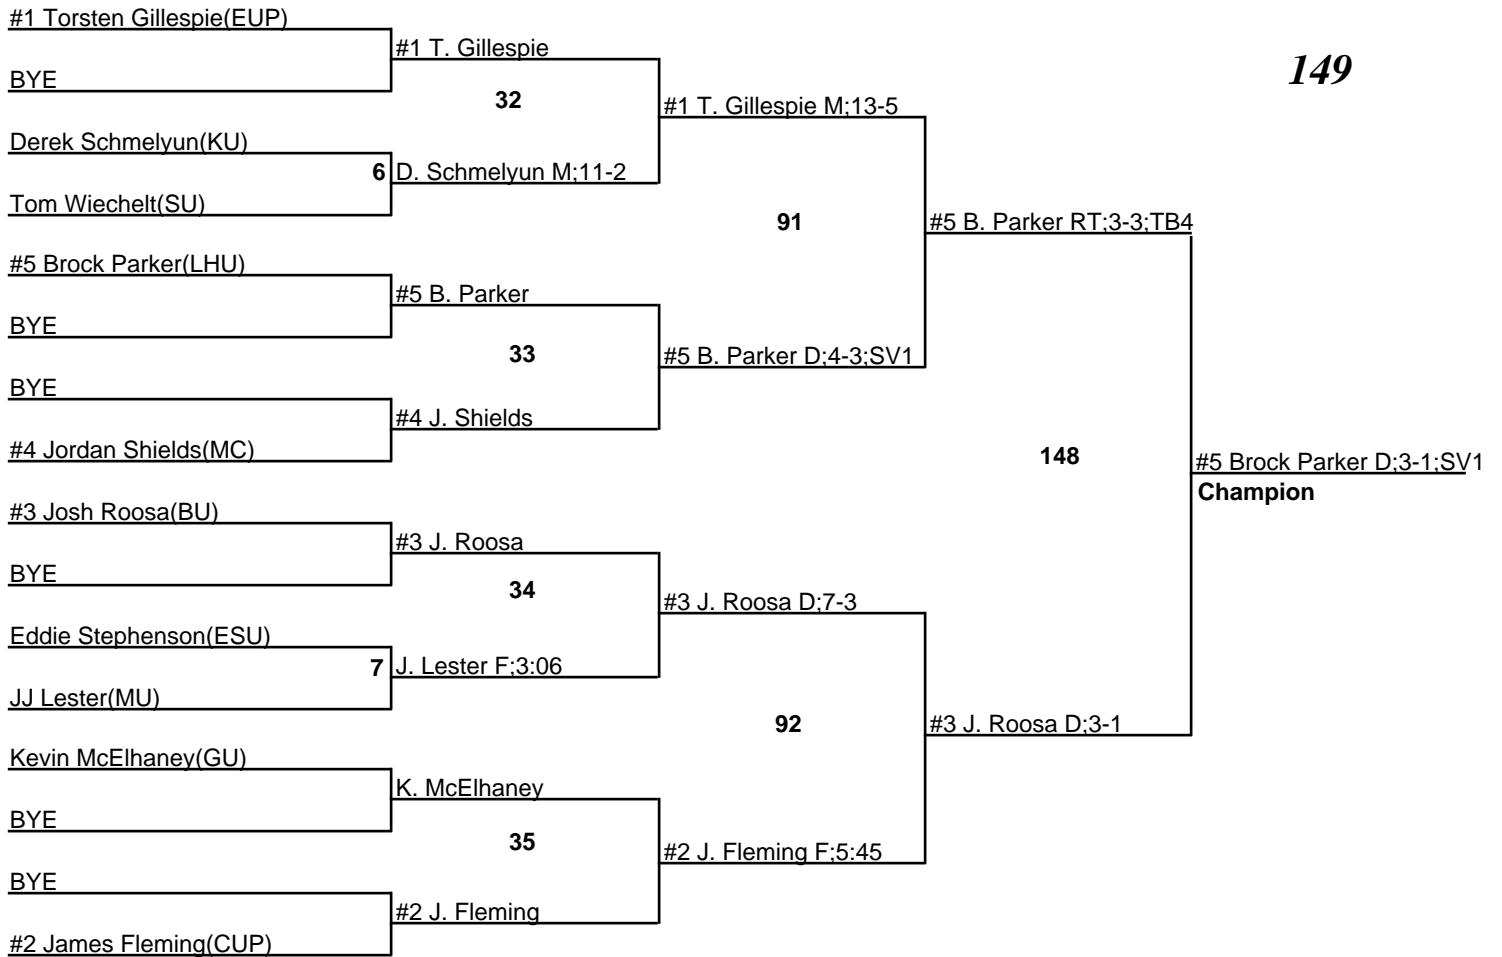 #1 Torsten Gillespie(EUP)
BYE
Derek Schmelyun(KU)
6
Tom Wiechelt(SU)
#5 Brock Parker(LHU)
BYE
BYE
#4 Jordan Shields(MC)
#3 Josh Roosa(BU)
BYE
Eddie Stephenson(ESU)
7
JJ Lester(MU)
Kevin McElhaney(GU)
BYE
BYE
#2 James Fleming(CUP)
#1 T. Gillespie
32
D. Schmelyun M;11-2
#5 B. Parker
33
#4 J. Shields
#3 J. Roosa
34
J. Lester F;3:06
K. McElhaney
35
#2 J. Fleming
#1 T. Gillespie M;13-5
91
#5 B. Parker D;4-3;SV1
#3 J. Roosa D;7-3
92
#2 J. Fleming F;5:45
#5 B. Parker RT;3-3;TB4
148
#3 J. Roosa D;3-1
149
#5 Brock Parker D;3-1;SV1
Champion